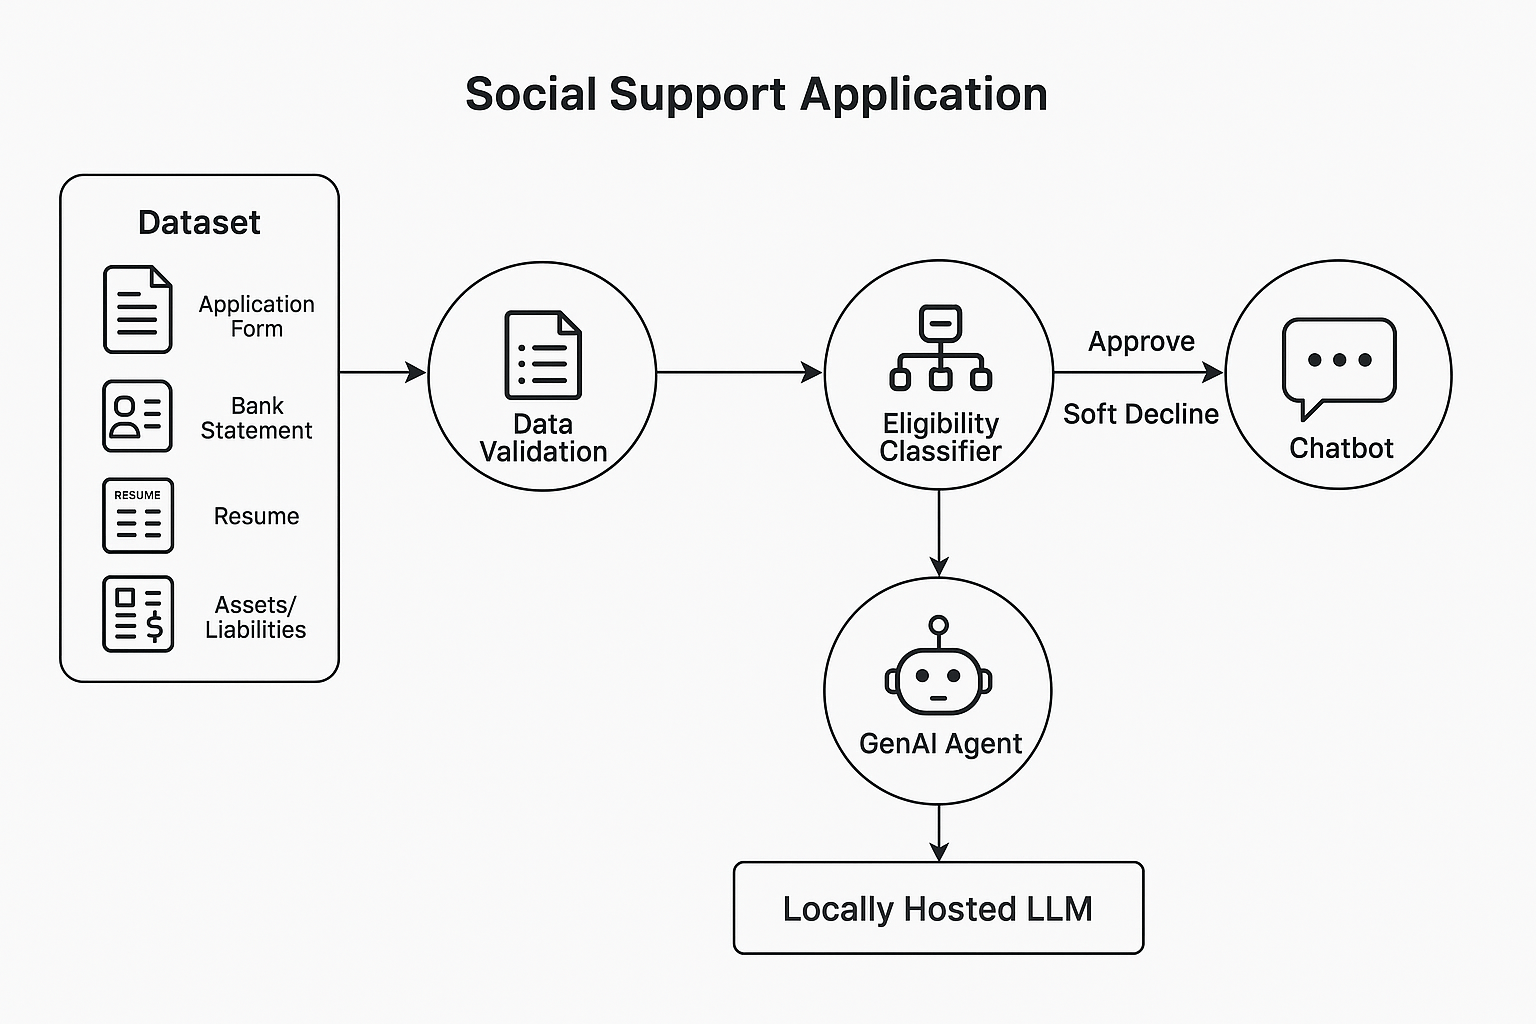 Social Support Application
Dataset
Application
Form
Bank
Statement
RESUME
Resume
Assets/
Liabilities
$
Data
Validation
Eligibility
Classifier
Approve
Soft Decline
Chatbot
GenAI Agent
Locally Hosted LLM